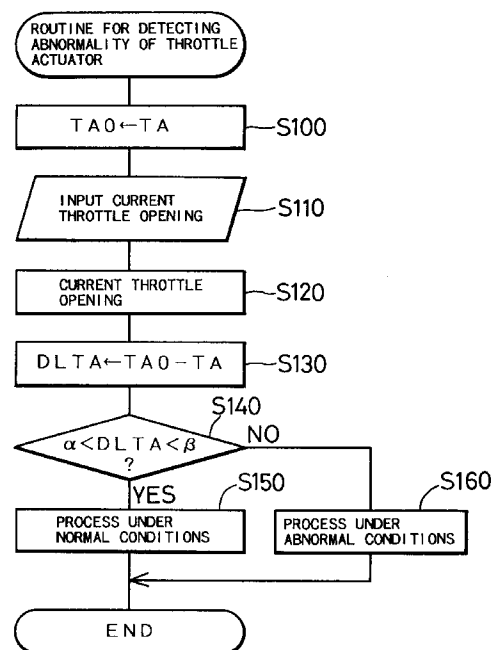 ROUTINE FOR DETECTING
ABNORMALITY OF THROTTLE
ACTUATOR
TA0←TA
S100
INPUT CURRENT
THROTTLE OPENING
S110
CURRENT THROTTLE
OPENING
S120
DLTA←TA0-TA
S130
S140
α<DLTA<β
?
NO
YES
S150
PROCESS UNDER
NORMAL CONDITIONS
S160
PROCESS UNDER
ABNORMAL CONDITIONS
END